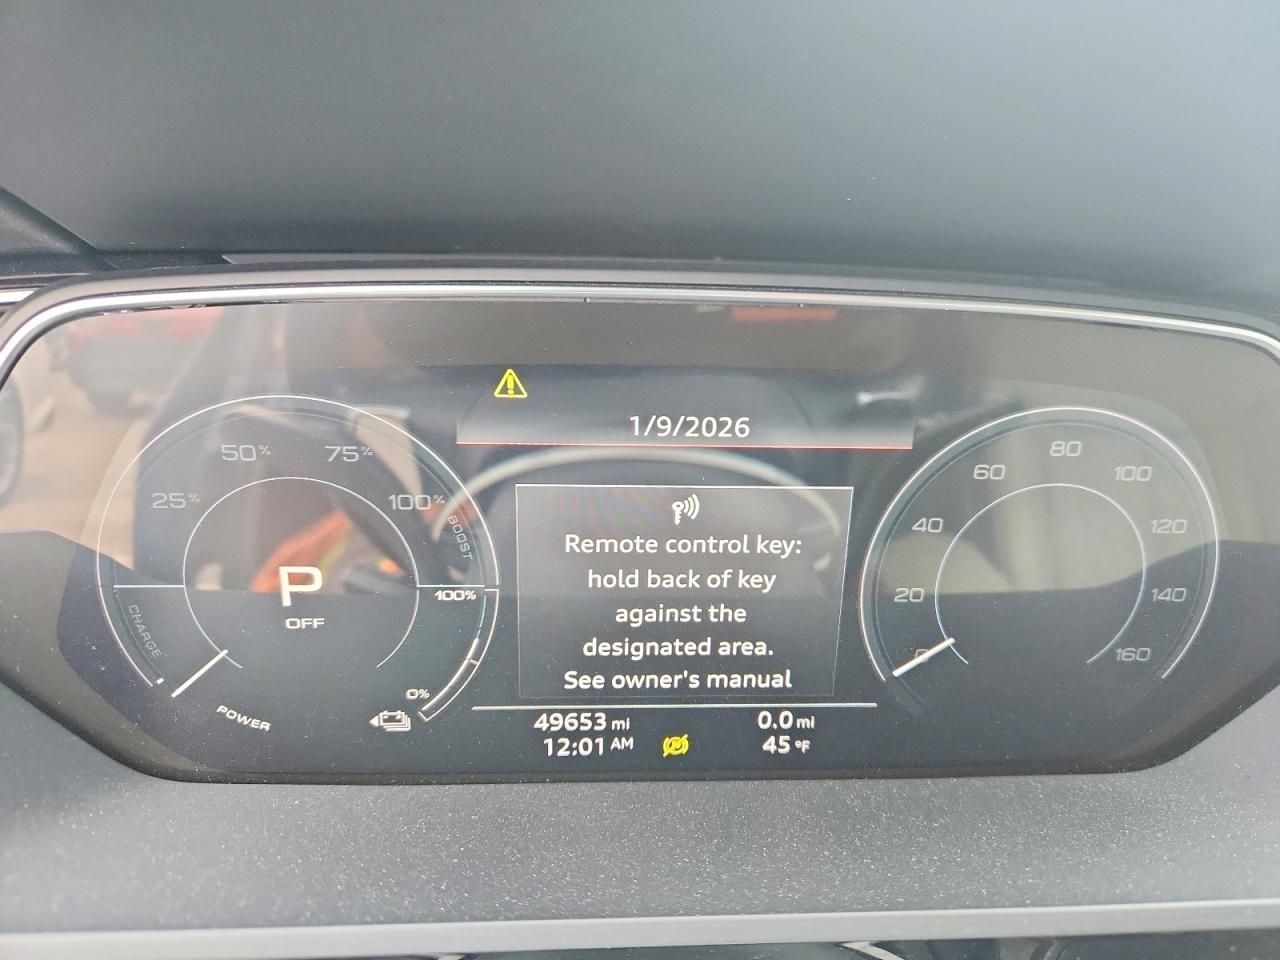 1/9/2026
50%
75%
25%
100%
BOOST
P
OFF
100%
CHARGE
0%
POWER
Remote control key:
hold back of key
against the
designated area.
See owner's manual
49653 mi
0.0 mi
12:01 AM
45 °F
80
60
100
40
120
20
140
0
160